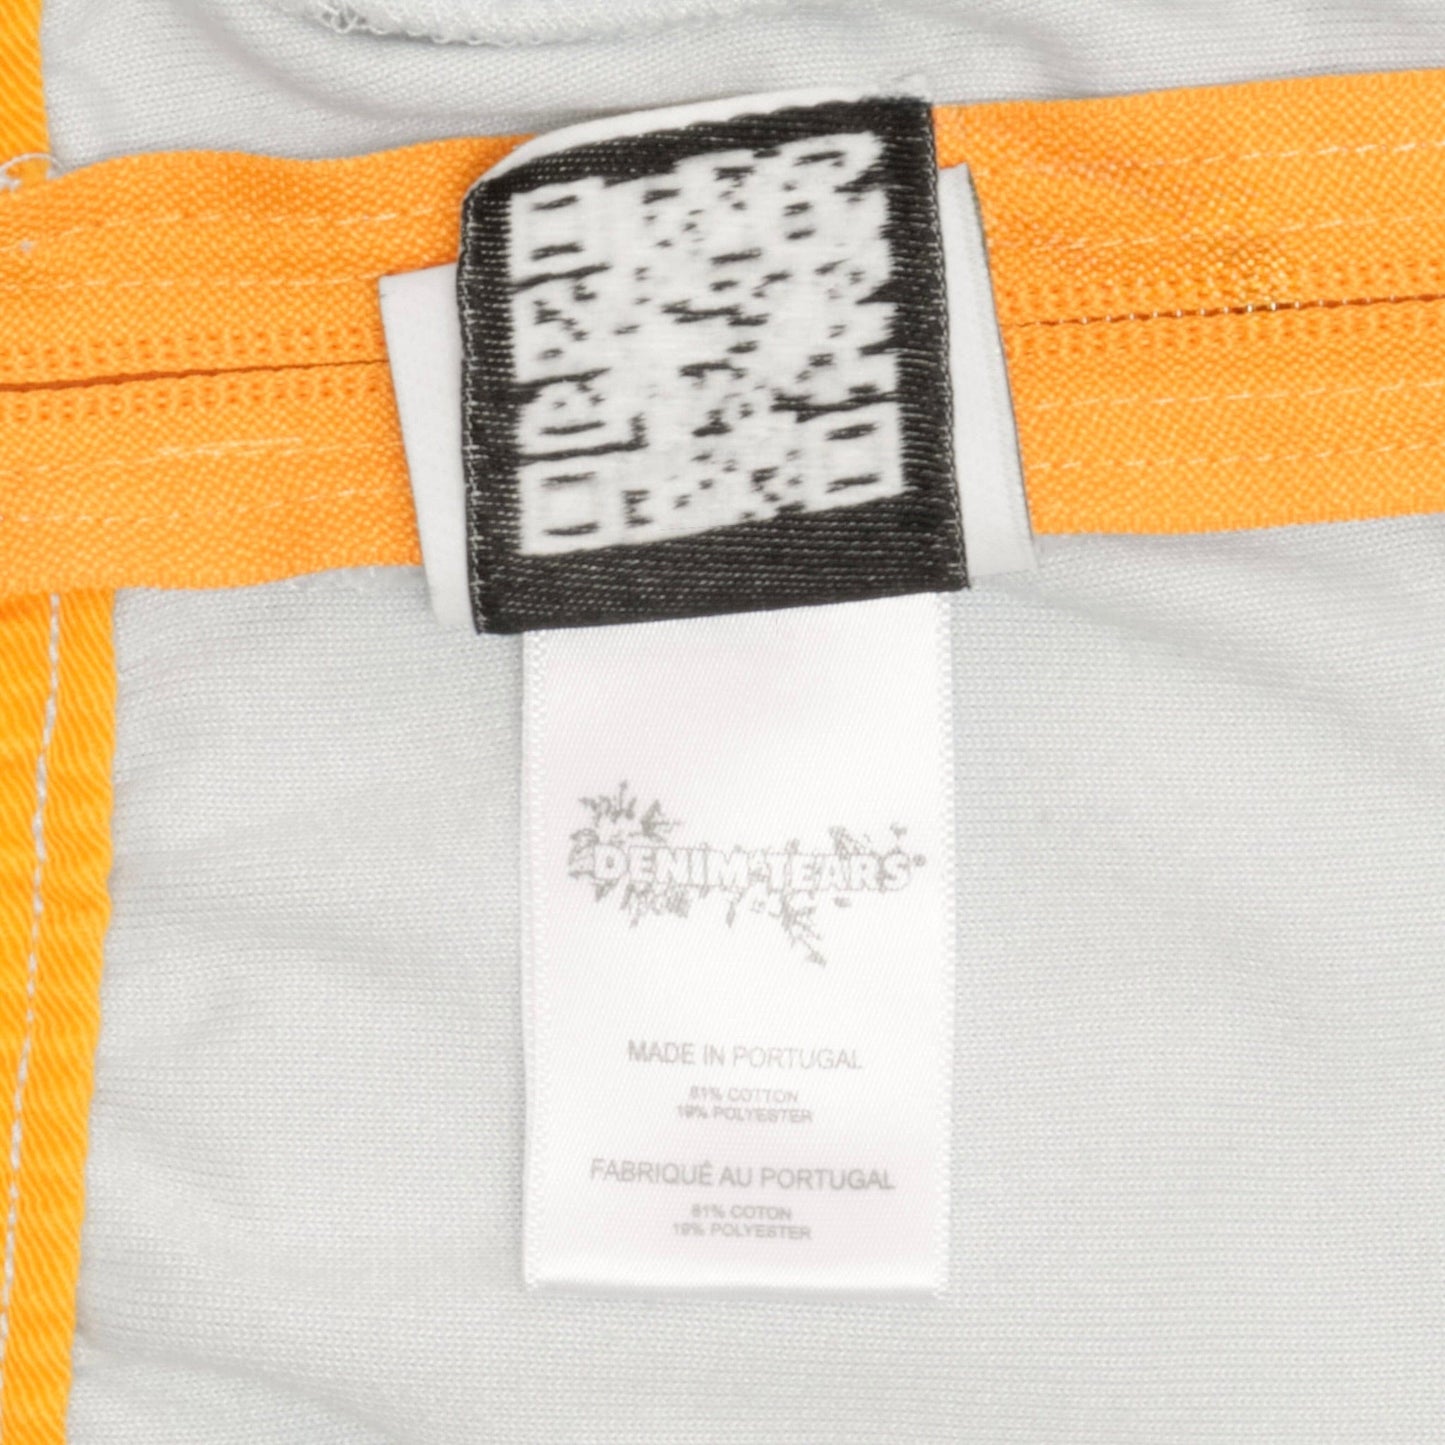 DENIM TEARS®
MADE IN PORTUGAL
81% COTTON
19% POLYESTER
FABRIQUÉ AU PORTUGAL
81% COTON
19% POLYESTER